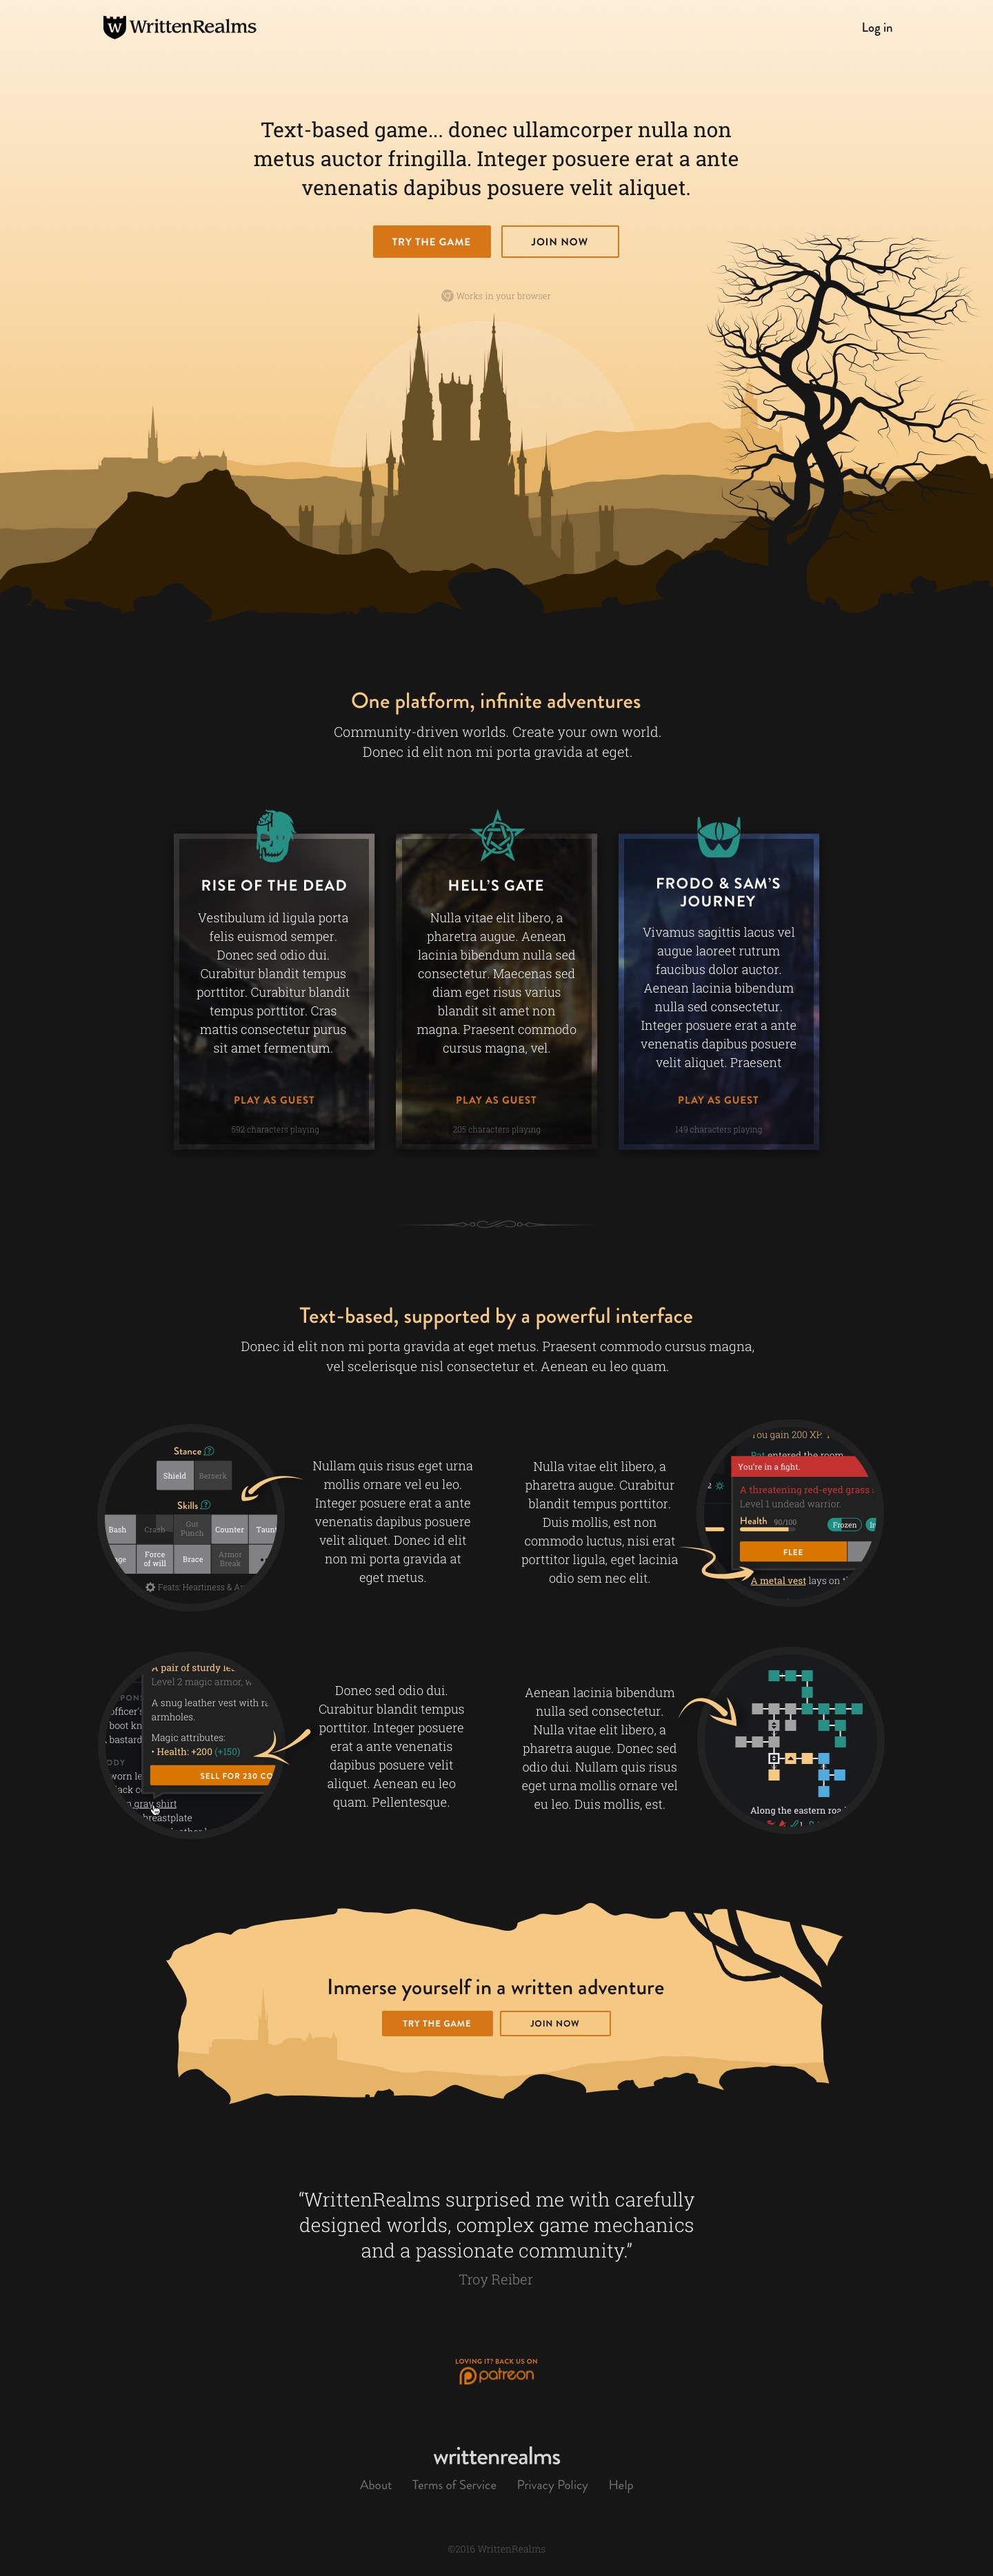 W WrittenRealms
Log in
Text-based game... donec ullamcorper nulla non
metus auctor fringilla. Integer posuere erat a ante
venenatis dapibus posuere velit aliquet.
TRY THE GAME
JOIN NOW
Works in your browser
One platform, infinite adventures
Community-driven worlds. Create your own world.
Donec id elit non mi porta gravida at eget.
RISE OF THE DEAD
Vestibulum id ligula porta
felis euismod semper.
Donec sed odio dui.
Curabitur blandit tempus
porttitor. Curabitur blandit
tempus porttitor. Cras
mattis consectetur purus
sit amet fermentum.
PLAY AS GUEST
592 characters playing
HELL'S GATE
Nulla vitae elit libero, a
pharetra augue. Aenean
lacinia bibendum nulla sed
consectetur. Maecenas sed
diam eget risus varius
blandit sit amet non
magna. Praesent commodo
cursus magna, vel.
PLAY AS GUEST
205 characters playing
FRODO & SAM'S
JOURNEY
Vivamus sagittis lacus vel
augue laoreet rutrum
faucibus dolor auctor.
Aenean lacinia bibendum
nulla sed consectetur.
Integer posuere erat a ante
venenatis dapibus posuere
velit aliquet. Praesent
PLAY AS GUEST
149 characters playing
Text-based, supported by a powerful interface
Donec id elit non mi porta gravida at eget metus. Praesent commodo cursus magna,
vel scelerisque nisl consectetur et. Aenean eu leo quam.
Stance ?
Shield Berserk
Skills ?
Bash Crash Gut Punch Counter Taunt
Force of will Brace Armor Break
Feats: Heartiness &
Nullam quis risus eget urna
mollis ornare vel eu leo.
Integer posuere erat a ante
venenatis dapibus posuere
velit aliquet. Donec id elit
non mi porta gravida at
eget metus.
Nulla vitae elit libero, a
pharetra augue. Curabitur
blandit tempus porttitor.
Duis mollis, est non
commodo luctus, nisi erat
porttitor ligula, eget lacinia
odio sem nec elit.
You gain 200 XP.
Pat entered the room
You're in a fight.
2
A threatening red-eyed grass
Level 1 undead warrior.
Health 90/100
Frozen
FLEE
A metal vest lays on
A pair of sturdy
Level 2 magic armor,
A snug leather vest with
armholes.
Magic attributes:
• Health: +200 (+150)
SELL FOR 230 CO
gray shirt
breastplate
Donec sed odio dui.
Curabitur blandit tempus
porttitor. Integer posuere
erat a ante venenatis
dapibus posuere velit
aliquet. Aenean eu leo
quam. Pellentesque.
Aenean lacinia bibendum
nulla sed consectetur.
Nulla vitae elit libero, a
pharetra augue. Donec sed
odio dui. Nullam quis risus
eget urna mollis ornare vel
eu leo. Duis mollis, est.
Along the eastern road
1
Inmerse yourself in a written adventure
TRY THE GAME
JOIN NOW
“WrittenRealms surprised me with carefully
designed worlds, complex game mechanics
and a passionate community.”
Troy Reiber
LOVING IT? BACK US ON
patreon
writtenrealms
About Terms of Service Privacy Policy Help
©2016 WrittenRealms